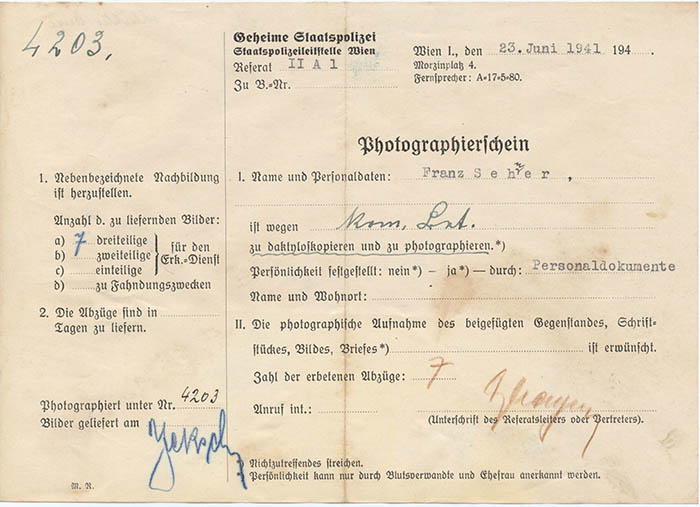 4203.
Geheime Staatspolizei
Staatspolizeileitstelle Wien
Referat II A 1
Zu B.=Nr.
Wien I., den 23. Juni 1941 194
Morzinplatz 4.
Fernsprecher: A=17=5=80.
Photographierschein
1. Nebenbezeichnete Nachbildung
ist herzustellen.
Anzahl d. zu liefernden Bilder:
a) 7 dreiteilige
b) zweiteilige
c) einteilige
für den
Erk.=Dienst
d) zu Fahndungszwecken
2. Die Abzüge sind in
Tagen zu liefern.
Photographiert unter Nr. 4203
Bilder geliefert am
M. R.
I. Name und Personaldaten: Franz
ist wegen kom.
zu daktyloskopieren und zu photographieren.*)
Persönlichkeit festgestellt: nein*) – ja*) — durch: Personaldokumente
Name und Wohnort:
II. Die photographische Aufnahme des beigefügten Gegenstandes, Schrift=
stückes, Bildes, Briefes*) ist erwünscht.
Zahl der erbetenen Abzüge: 7
Anruf int.:
(Unterschrift des Referatsleiters oder Vertreters).
Nichtzutreffendes streichen.
Persönlichkeit kann nur durch Blutsverwandte und Ehefrau anerkannt werden.